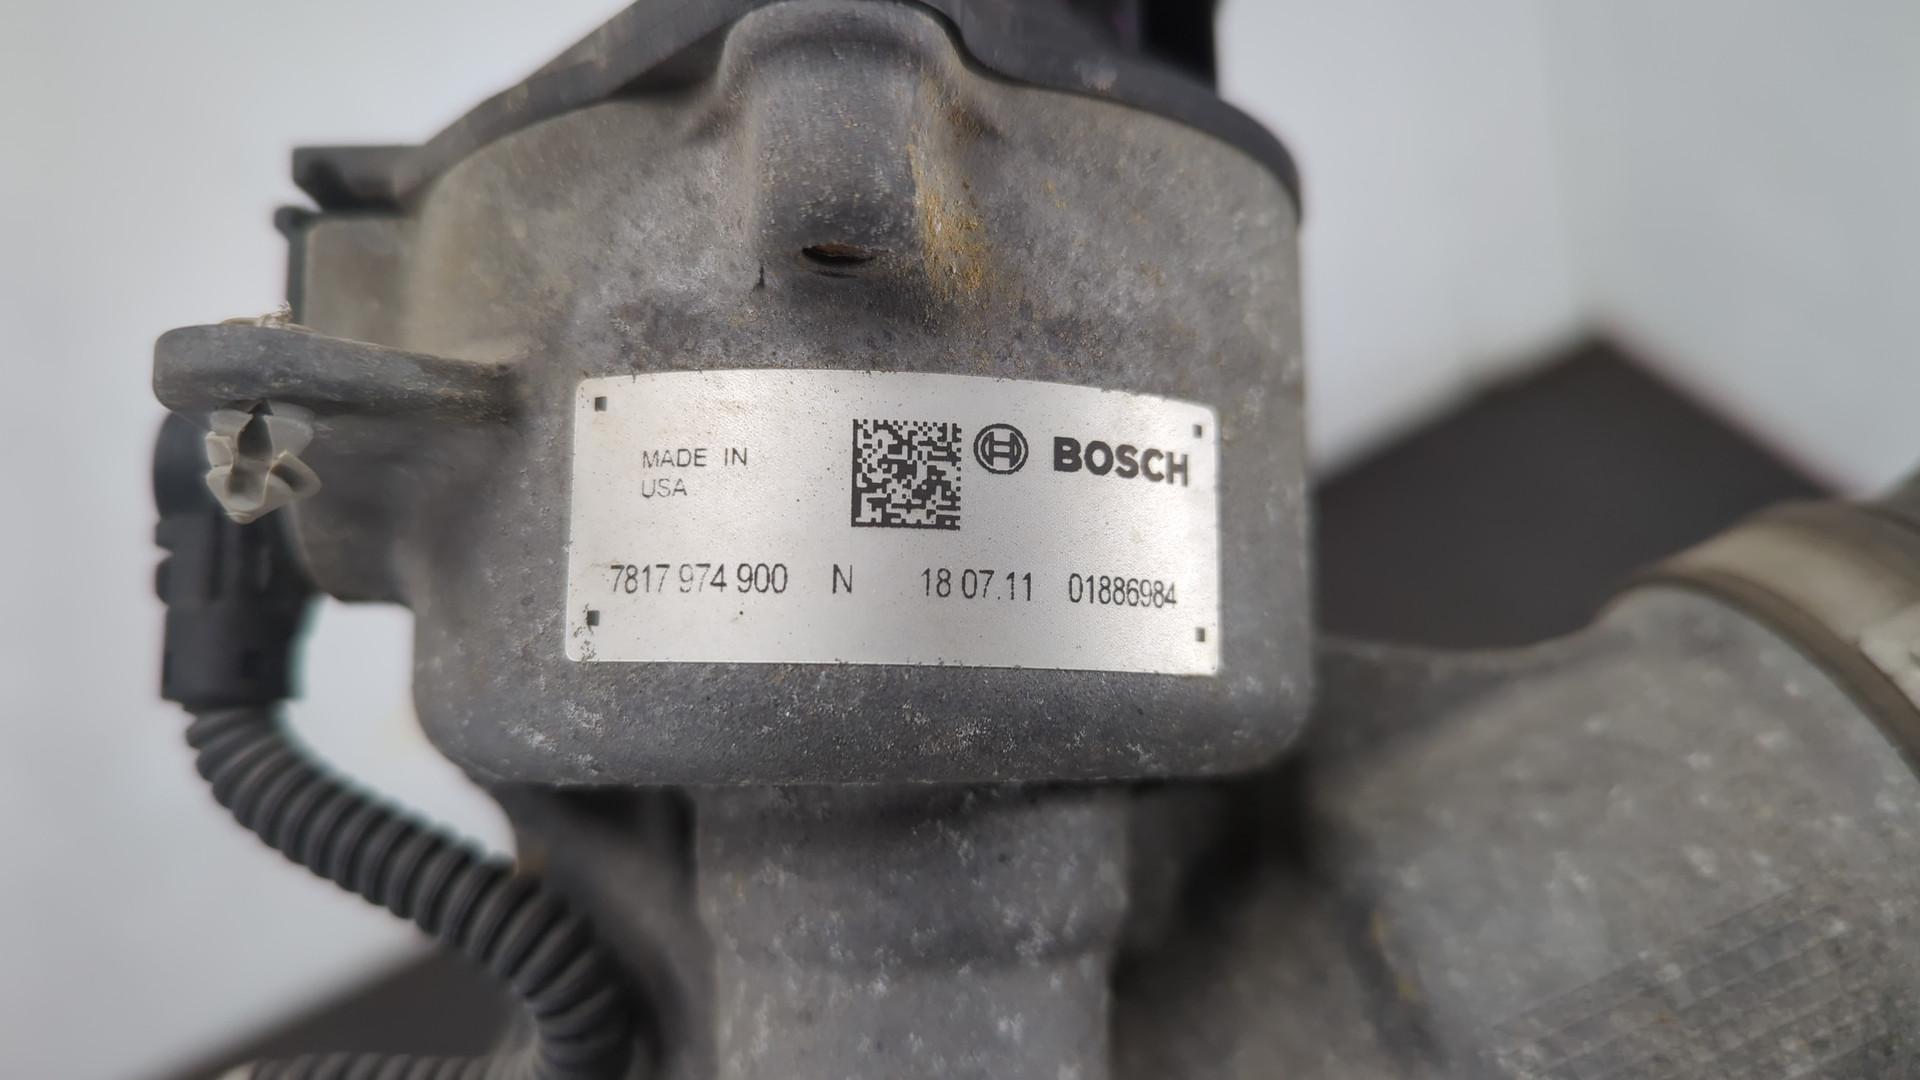 MADE IN
USA
BOSCH
7817 974 900 N 18 07.11 01886984